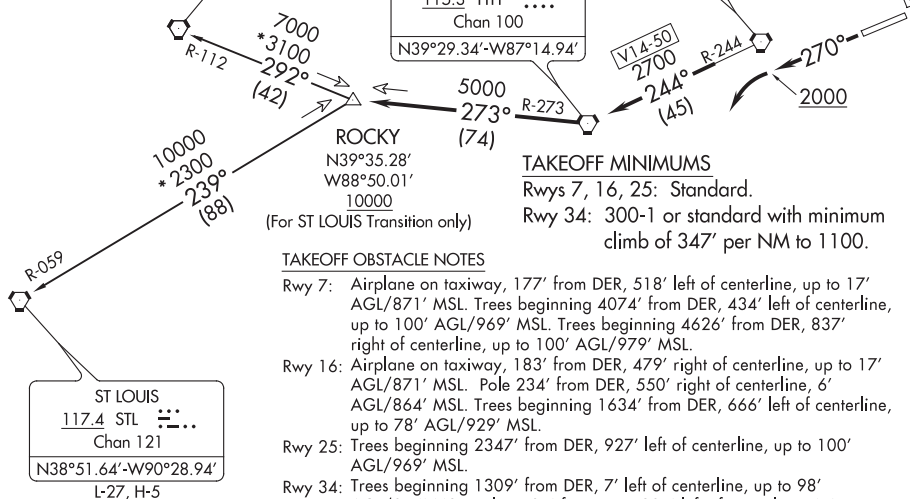 115.3 TTH
Chan 100
N39°29.34′-W87°14.94′
7000
*3100
R-112
292°
(42)
V14-50
2700
R-244
244°
(45)
270°
2000
5000
273°
R-273
(74)
ROCKY
N39°35.28′
W88°50.01′
10000
(For ST LOUIS Transition only)
10000
*2300
239°
(88)
R-059
TAKEOFF MINIMUMS
Rwys 7, 16, 25: Standard.
Rwy 34: 300-1 or standard with minimum
climb of 347′ per NM to 1100.
TAKEOFF OBSTACLE NOTES
Rwy 7: Airplane on taxiway, 177′ from DER, 518′ left of centerline, up to 17′
AGL/871′ MSL. Trees beginning 4074′ from DER, 434′ left of centerline,
up to 100′ AGL/969′ MSL. Trees beginning 4626′ from DER, 837′
right of centerline, up to 100′ AGL/979′ MSL.
Rwy 16: Airplane on taxiway, 183′ from DER, 479′ right of centerline, up to 17′
AGL/871′ MSL. Pole 234′ from DER, 550′ right of centerline, 6′
AGL/864′ MSL. Trees beginning 1634′ from DER, 666′ left of centerline,
up to 78′ AGL/929′ MSL.
Rwy 25: Trees beginning 2347′ from DER, 927′ left of centerline, up to 100′
AGL/969′ MSL.
Rwy 34: Trees beginning 1309′ from DER, 7′ left of centerline, up to 98′
ST LOUIS
117.4 STL
Chan 121
N38°51.64′-W90°28.94′
L-27, H-5